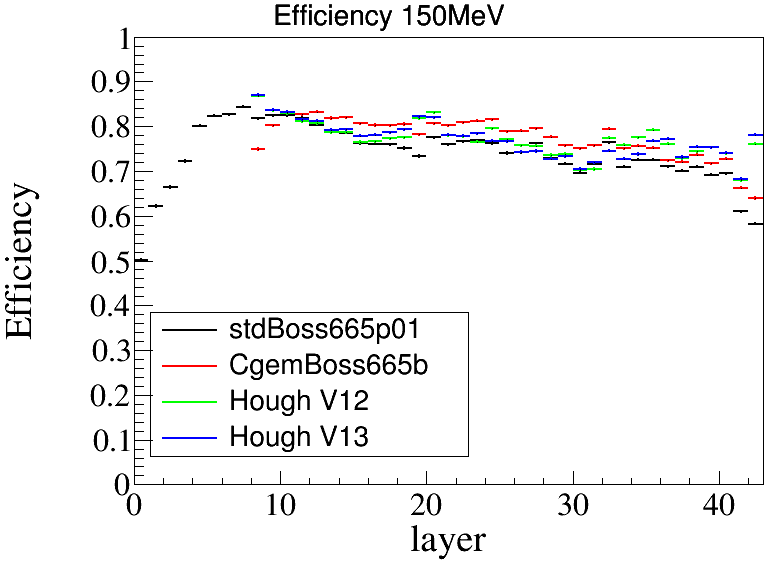 Efficiency 150MeV
Efficiency
1
0.9
0.8
0.7
0.6
0.5
0.4
0.3
0.2
0.1
0
stdBoss665p01
CgemBoss665b
Hough V12
Hough V13
0 10 20 30 40
layer